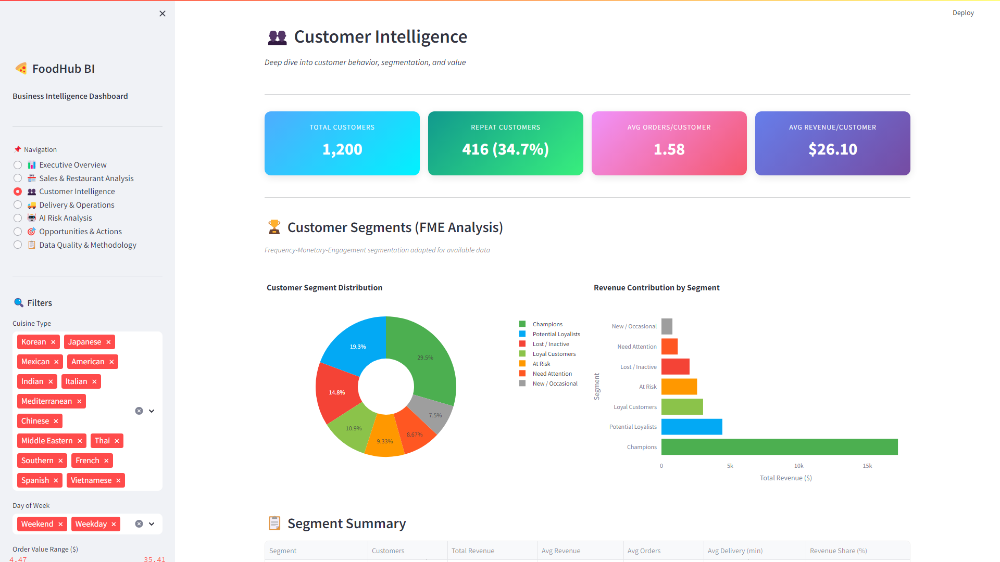 Deploy
FoodHub BI
Business Intelligence Dashboard
Navigation
Executive Overview
Sales & Restaurant Analysis
Customer Intelligence
Delivery & Operations
AI Risk Analysis
Opportunities & Actions
Data Quality & Methodology
Filters
Cuisine Type
Korean × Japanese ×
Mexican × American ×
Indian × Italian ×
Mediterranean ×
Chinese ×
Middle Eastern × Thai ×
Southern × French ×
Spanish × Vietnamese ×
Day of Week
Weekend × Weekday ×
Order Value Range ($)
4.47 35.41
Customer Intelligence
Deep dive into customer behavior, segmentation, and value
TOTAL CUSTOMERS
1,200
REPEAT CUSTOMERS
416 (34.7%)
AVG ORDERS/CUSTOMER
1.58
AVG REVENUE/CUSTOMER
$26.10
Customer Segments (FME Analysis)
Frequency-Monetary-Engagement segmentation adapted for available data
Customer Segment Distribution
19.3%
29.5%
14.8%
7.5%
10.9%
8.67%
9.33%
Champions
Potential Loyalists
Lost / Inactive
Loyal Customers
At Risk
Need Attention
New / Occasional
Revenue Contribution by Segment
Segment
New / Occasional
Need Attention
Lost / Inactive
At Risk
Loyal Customers
Potential Loyalists
Champions
0 5k 10k 15k
Total Revenue ($)
Segment Summary
Segment Customers Total Revenue Avg Revenue Avg Orders Avg Delivery (min) Revenue Share (%)